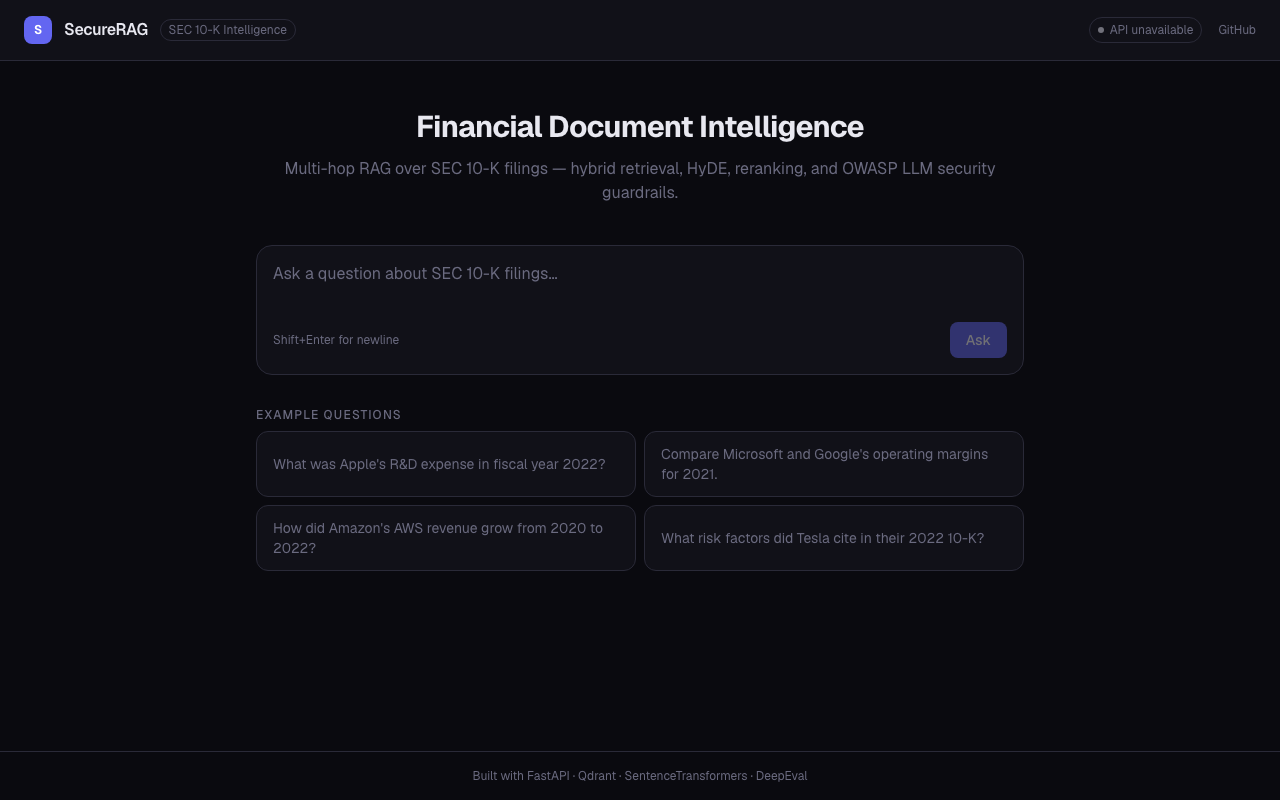 S
SecureRAG
SEC 10-K Intelligence
API unavailable
GitHub
Financial Document Intelligence
Multi-hop RAG over SEC 10-K filings — hybrid retrieval, HyDE, reranking, and OWASP LLM security
guardrails.
Ask a question about SEC 10-K filings...
Shift+Enter for newline
Ask
EXAMPLE QUESTIONS
What was Apple's R&D expense in fiscal year 2022?
Compare Microsoft and Google's operating margins
for 2021.
How did Amazon's AWS revenue grow from 2020 to
2022?
What risk factors did Tesla cite in their 2022 10-K?
Built with FastAPI · Qdrant · SentenceTransformers · DeepEval